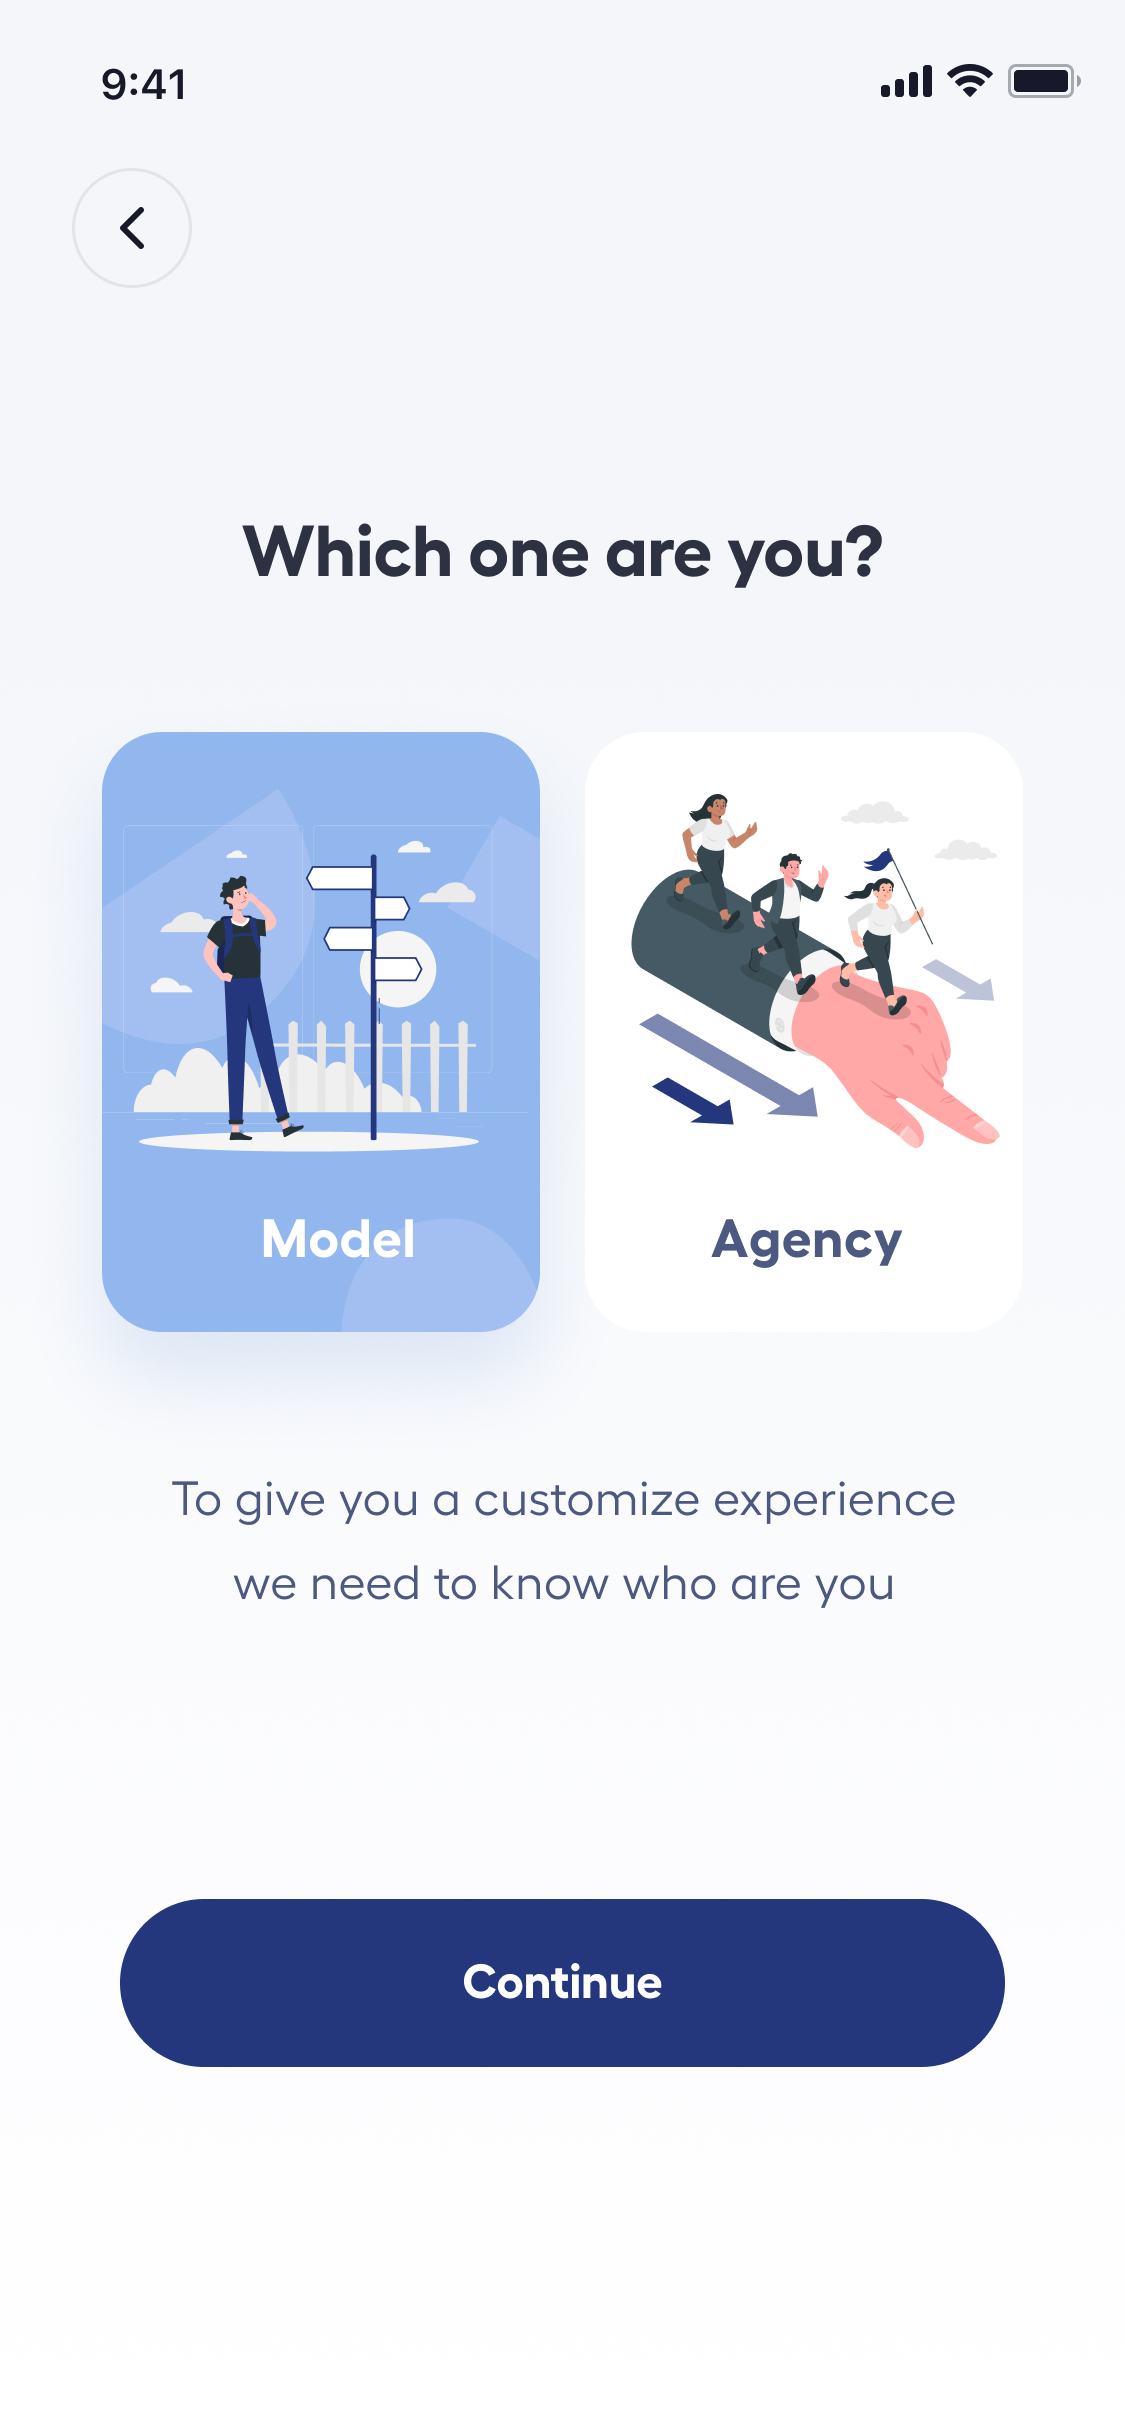 9:41
Which one are you?
Model
Agency
To give you a customize experience
we need to know who are you
Continue